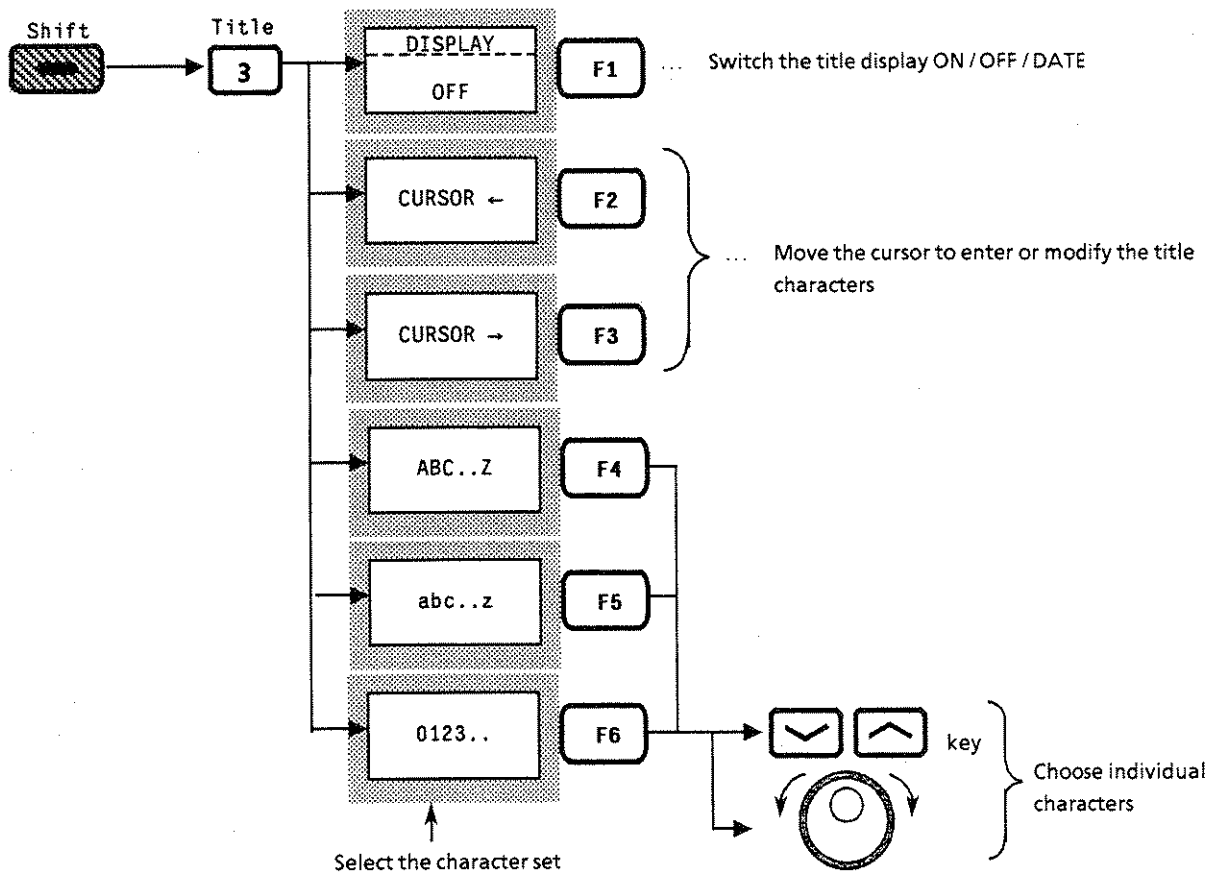 Shift
Title
3
DISPLAY
OFF
F1
... Switch the title display ON / OFF / DATE
CURSOR ←
F2
CURSOR →
F3
... Move the cursor to enter or modify the title
characters
ABC..Z
F4
abc..z
F5
0123..
F6
key
Choose individual
characters
Select the character set